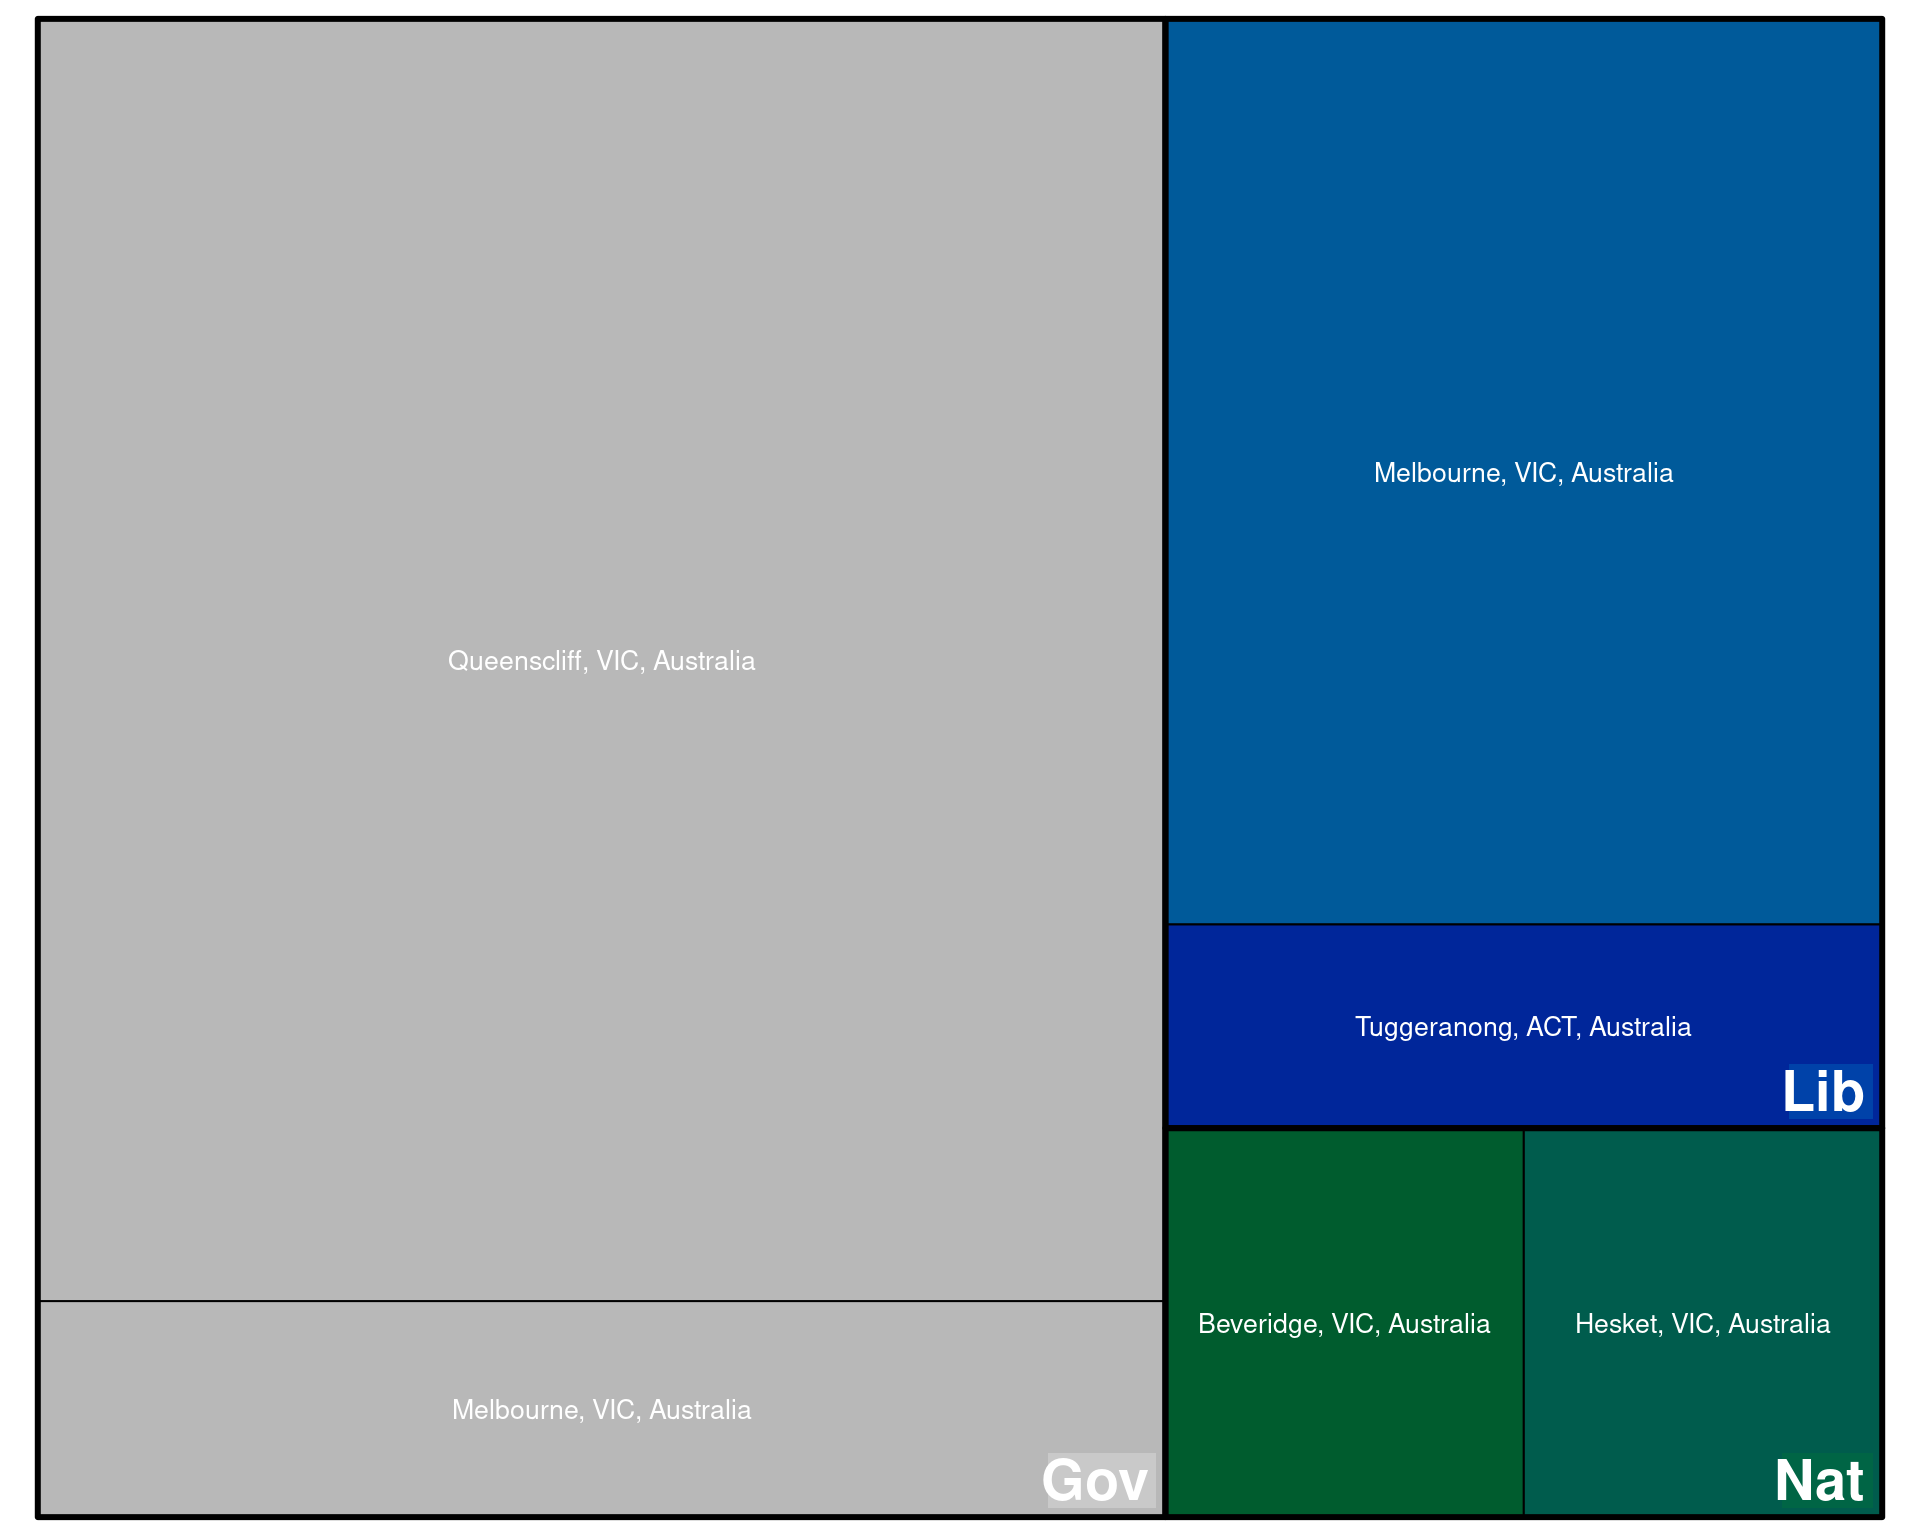 Queenscliff, VIC, Australia
Melbourne, VIC, Australia
Gov
Melbourne, VIC, Australia
Tuggeranong, ACT, Australia
Lib
Beveridge, VIC, Australia
Hesket, VIC, Australia
Nat